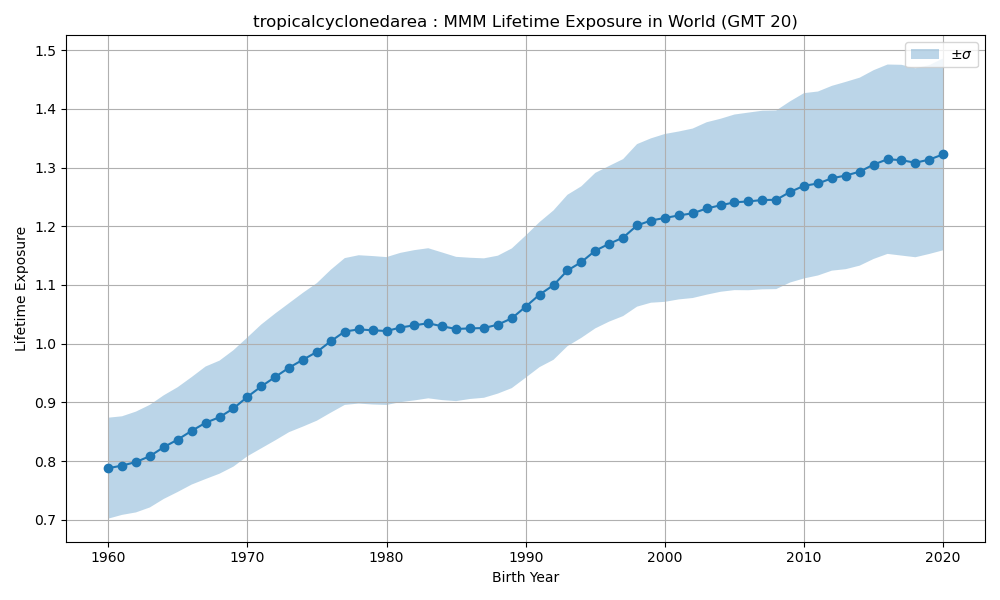 tropicalcyclonedarea : MMM Lifetime Exposure in World (GMT 20)
±σ
1.5
1.4
1.3
1.2
1.1
1.0
0.9
0.8
0.7
Lifetime Exposure
1960 1970 1980 1990 2000 2010 2020
Birth Year